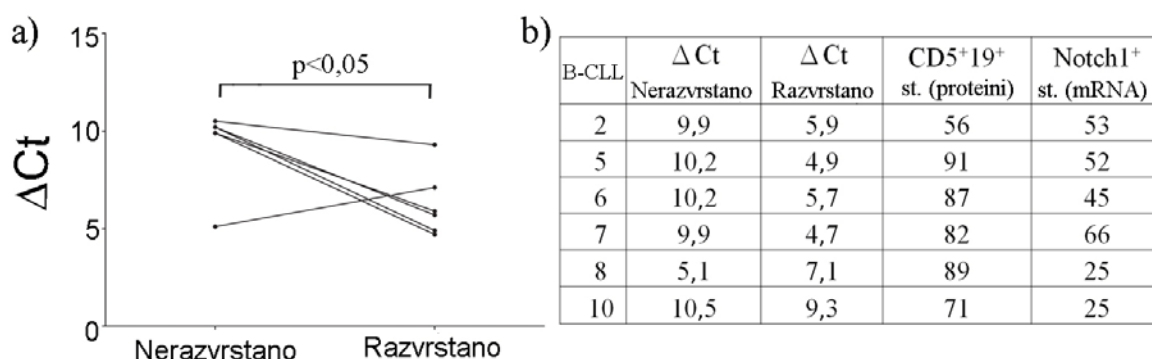 a)
15
10
5
0
ΔCt
p<0,05
Nerazvrstano Razvrstano
b)
B-CLL Δ Ct Nerazvrstano Δ Ct Razvrstano CD5⁺19⁺ st. (proteini) Notch1⁺ st. (mRNA)
2 9,9 5,9 56 53
5 10,2 4,9 91 52
6 10,2 5,7 87 45
7 9,9 4,7 82 66
8 5,1 7,1 89 25
10 10,5 9,3 71 25